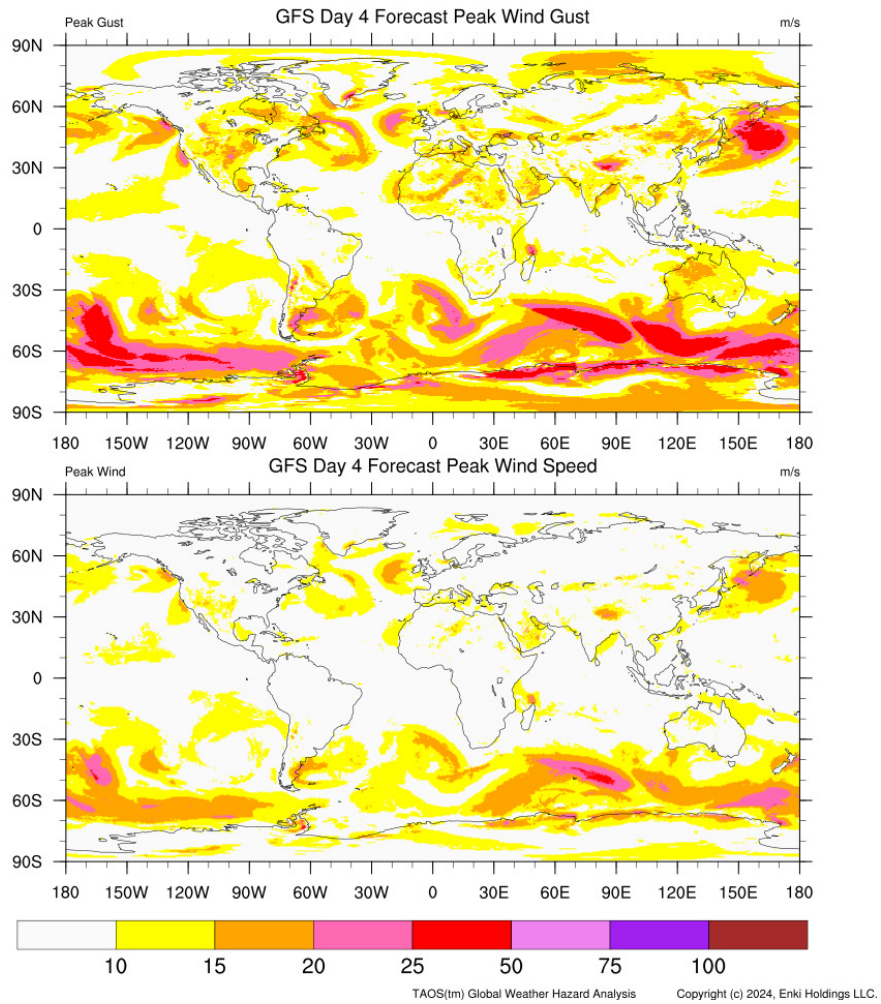 GFS Day 4 Forecast Peak Wind Gust
Peak Gust m/s
90N
60N
30N
0
30S
60S
90S
180 150W 120W 90W 60W 30W 0 30E 60E 90E 120E 150E 180
GFS Day 4 Forecast Peak Wind Speed
Peak Wind m/s
90N
60N
30N
0
30S
60S
90S
180 150W 120W 90W 60W 30W 0 30E 60E 90E 120E 150E 180
10 15 20 25 50 75 100
TAOS(tm) Global Weather Hazard Analysis Copyright (c) 2024, Enki Holdings LLC.